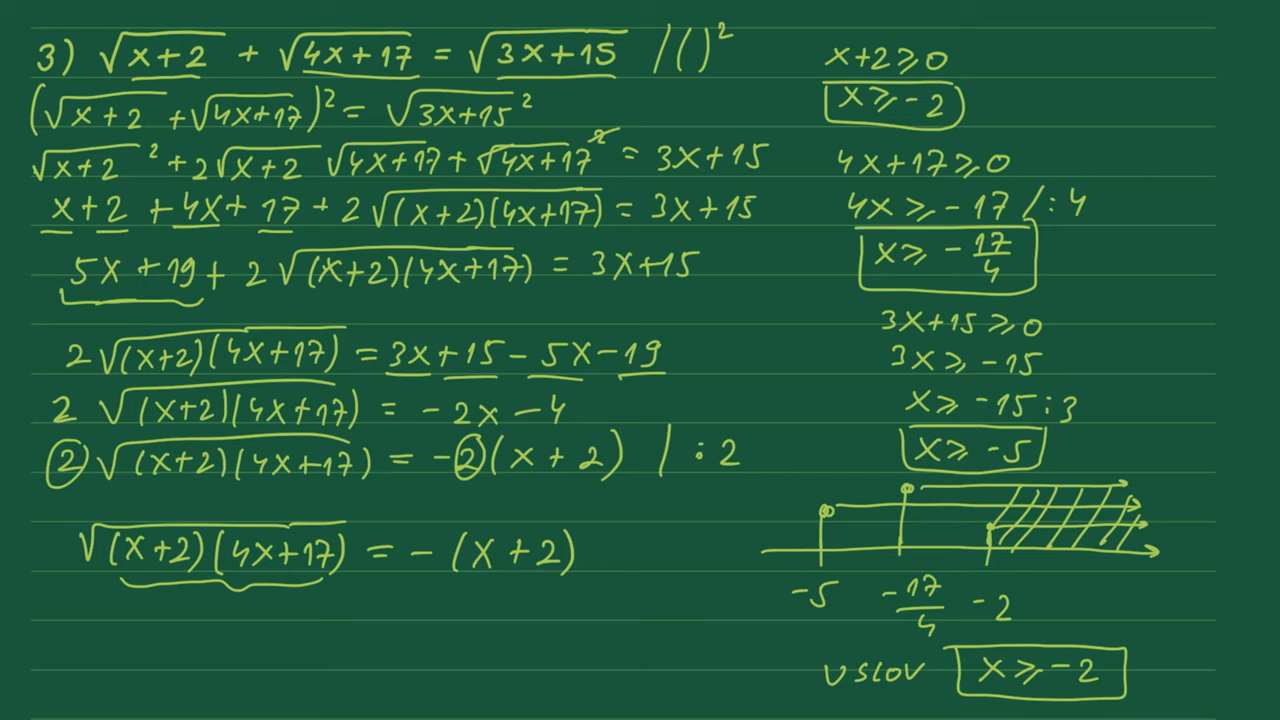 3) √(x+2) + √(4x+17) = √(3x+15) /( )²
(√(x+2) + √(4x+17))² = √(3x+15)²
√(x+2)² + 2√(x+2) √(4x+17) + √(4x+17)² = 3x+15
x+2 + 4x+17 + 2√((x+2)(4x+17)) = 3x+15
5x+19 + 2√((x+2)(4x+17)) = 3x+15
2√((x+2)(4x+17)) = 3x+15 - 5x - 19
2 √((x+2)(4x+17)) = -2x - 4
2 √((x+2)(4x+17)) = -2(x+2) / : 2
√((x+2)(4x+17)) = -(x+2)
x+2 ⩾ 0
x ⩾ -2
4x+17 ⩾ 0
4x ⩾ -17 / : 4
x ⩾ -17/4
3x+15 ⩾ 0
3x ⩾ -15
x ⩾ -15 : 3
x ⩾ -5
-5 -17/4 -2
USLOV x ⩾ -2